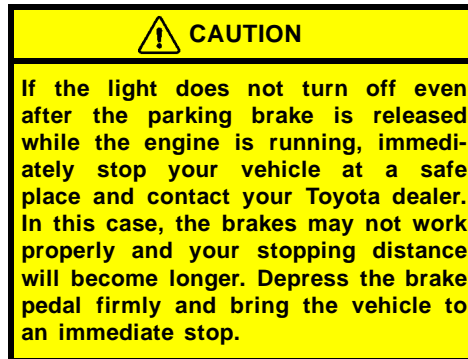 CAUTION
If the light does not turn off even
after the parking brake is released
while the engine is running, immedi-
ately stop your vehicle at a safe
place and contact your Toyota dealer.
In this case, the brakes may not work
properly and your stopping distance
will become longer. Depress the brake
pedal firmly and bring the vehicle to
an immediate stop.